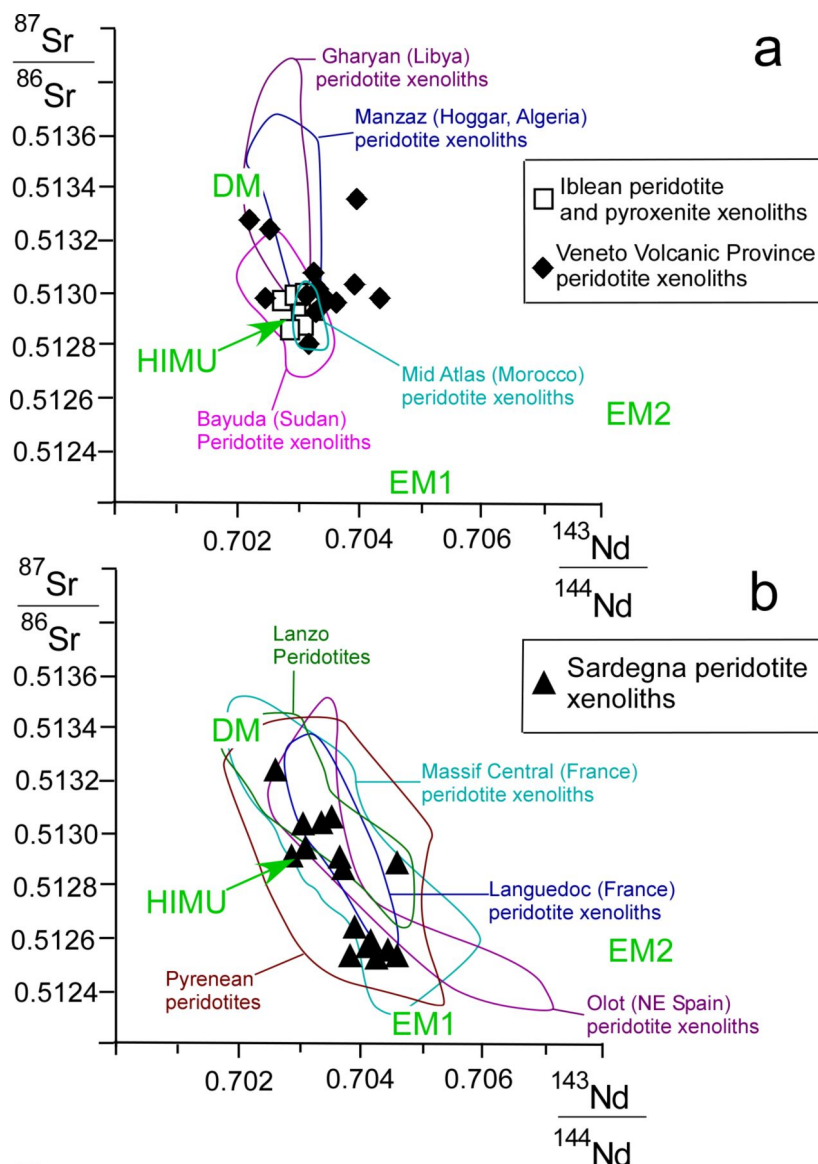 87Sr
86Sr
a
Gharyan (Libya)
peridotite xenoliths
Manzaz (Hoggar, Algeria)
peridotite xenoliths
0.5136
0.5134
0.5132
0.5130
0.5128
0.5126
0.5124
DM
Iblean peridotite
and pyroxenite xenoliths
Veneto Volcanic Province
peridotite xenoliths
HIMU
Mid Atlas (Morocco)
peridotite xenoliths
Bayuda (Sudan)
Peridotite xenoliths
EM2
EM1
0.702
0.704
0.706
143Nd
144Nd
87Sr
86Sr
b
Lanzo
Peridotites
Sardegna peridotite
xenoliths
0.5136
0.5134
0.5132
0.5130
0.5128
0.5126
0.5124
DM
Massif Central (France)
peridotite xenoliths
HIMU
Languedoc (France)
peridotite xenoliths
EM2
Pyrenean
peridotites
EM1
Olot (NE Spain)
peridotite xenoliths
0.702
0.704
0.706
143Nd
144Nd